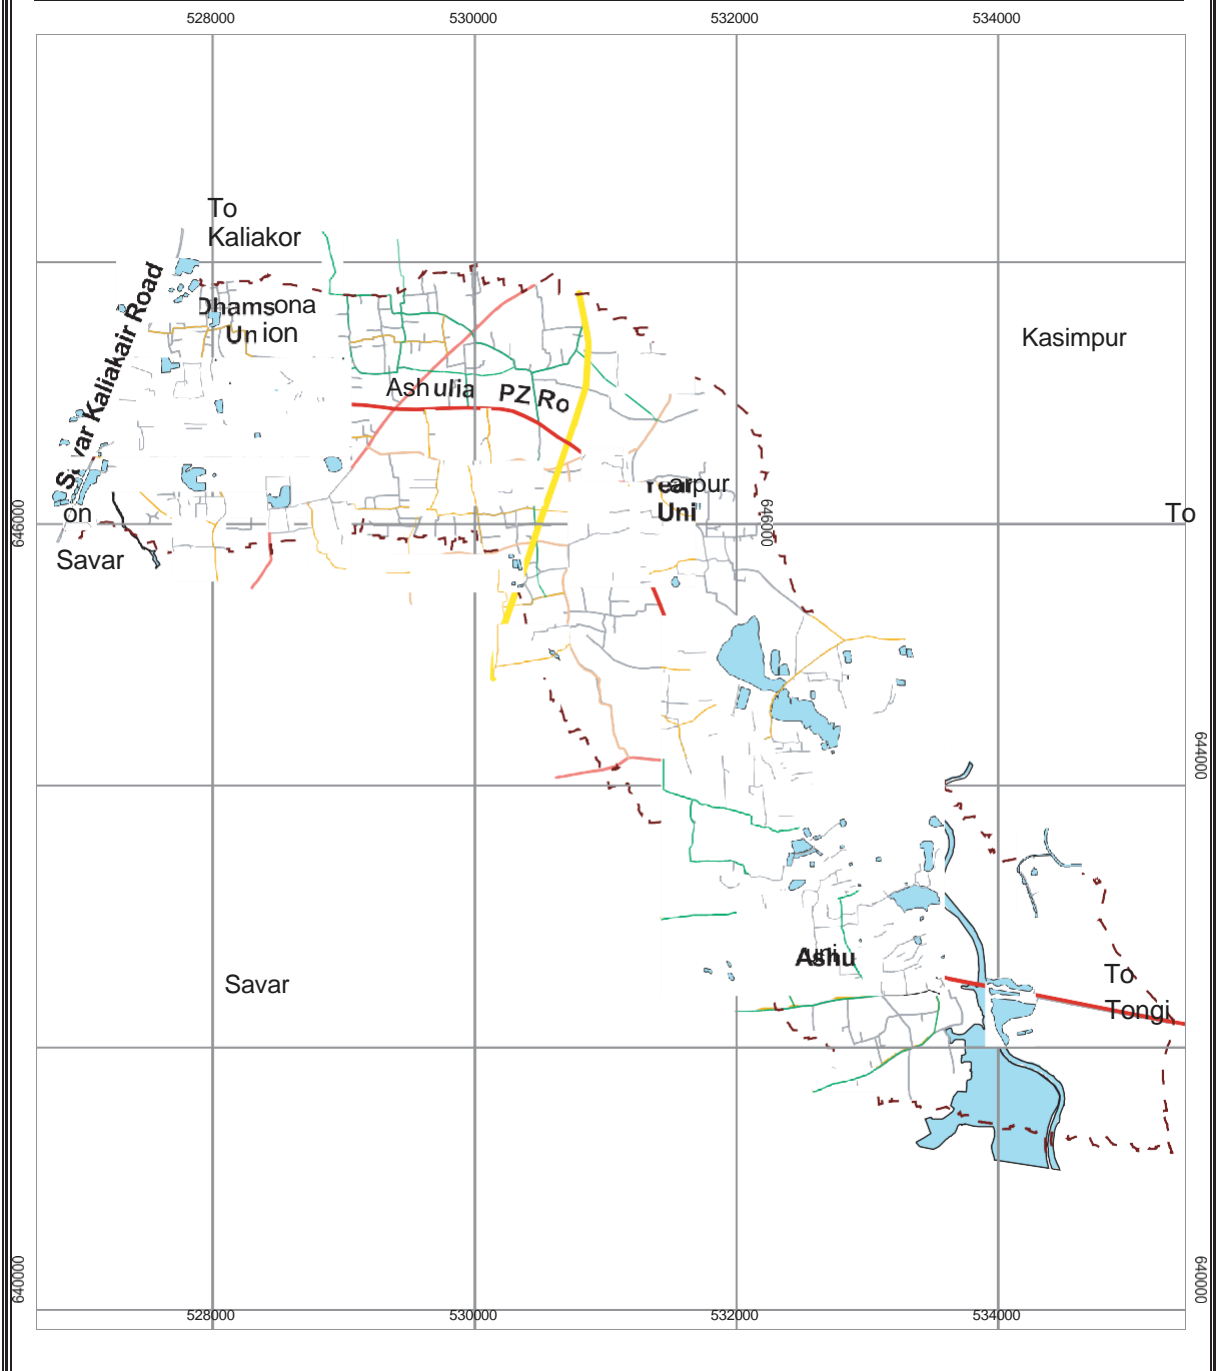 528000 530000 532000 534000
To
Kaliakor
Dhamsona
Union
Kasimpur
Ashulia PZ Ro
Kaliakair Road
arpur
Uni
To
on
Savar
646000
646000
644000
Ashu
Savar
To
Tongi
640000
640000
528000 530000 532000 534000